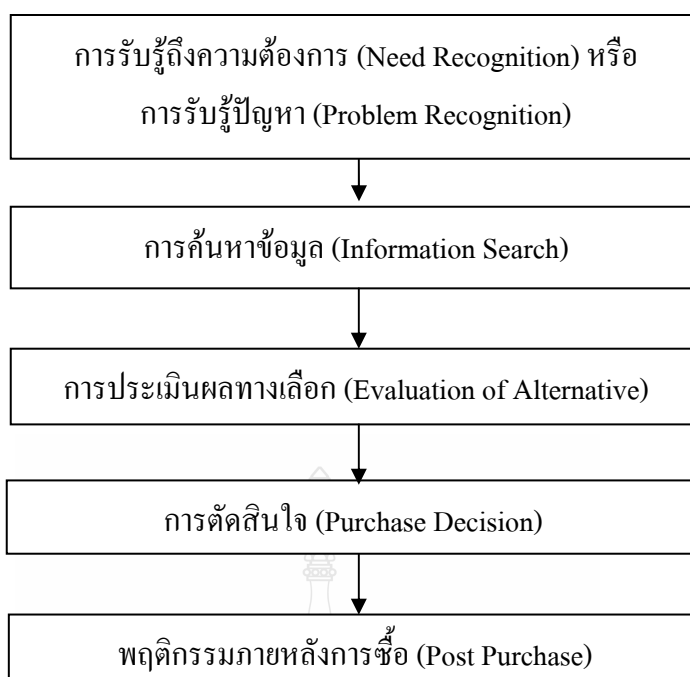 การรับรู้ถึงความต้องการ (Need Recognition) หรือ
การรับรู้ปัญหา (Problem Recognition)
การค้นหาข้อมูล (Information Search)
การประเมินผลทางเลือก (Evaluation of Alternative)
การตัดสินใจ (Purchase Decision)
พฤติกรรมภายหลังการซื้อ (Post Purchase)